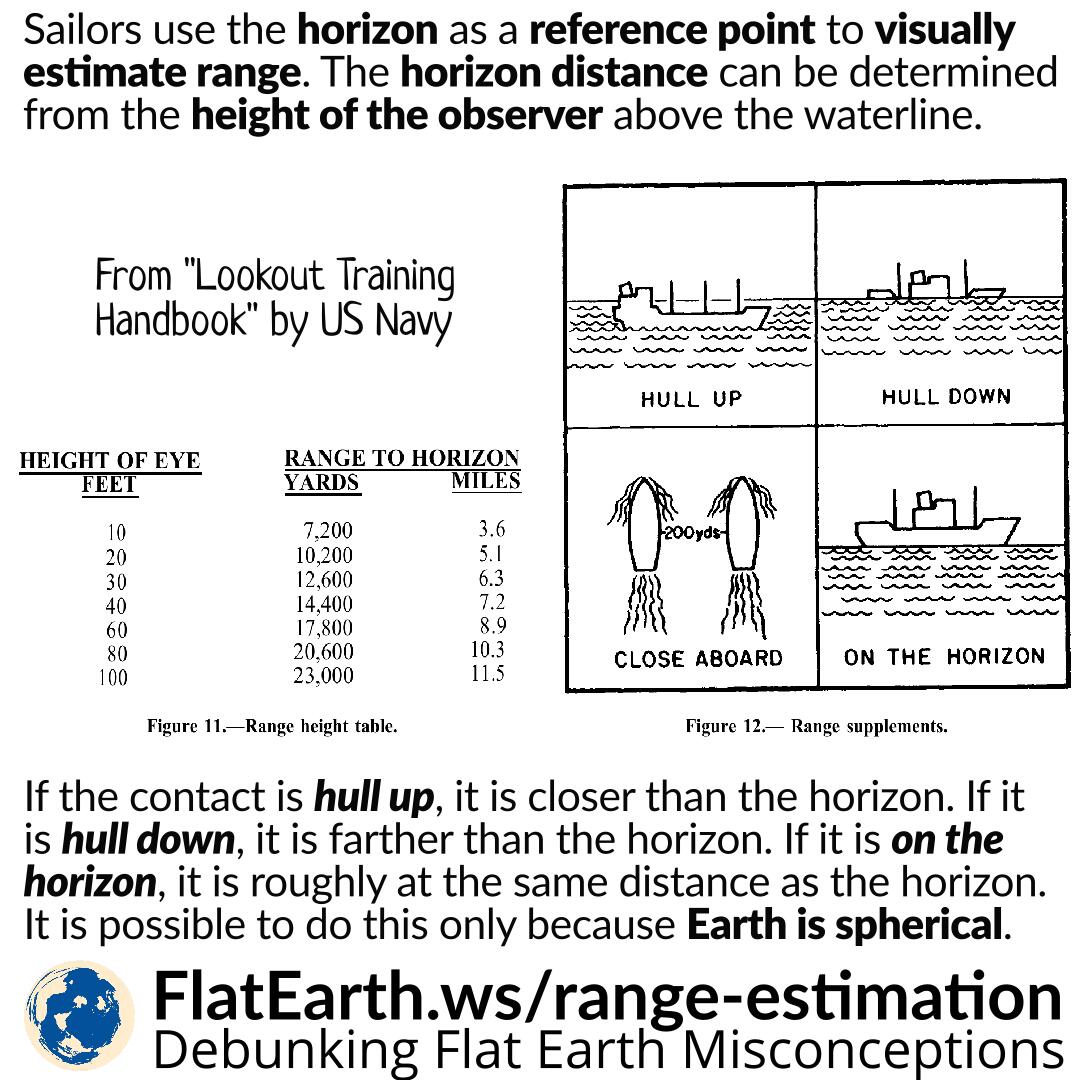 Sailors use the horizon as a reference point to visually
estimate range. The horizon distance can be determined
from the height of the observer above the waterline.
From "Lookout Training
Handbook" by US Navy
HULL UP
HULL DOWN
200yds
CLOSE ABOARD
ON THE HORIZON
HEIGHT OF EYE RANGE TO HORIZON
FEET YARDS MILES
10 7,200 3.6
20 10,200 5.1
30 12,600 6.3
40 14,400 7.2
60 17,800 8.9
80 20,600 10.3
100 23,000 11.5
Figure 11.—Range height table.
Figure 12.— Range supplements.
If the contact is hull up, it is closer than the horizon. If it
is hull down, it is farther than the horizon. If it is on the
horizon, it is roughly at the same distance as the horizon.
It is possible to do this only because Earth is spherical.
FlatEarth.ws/range-estimation
Debunking Flat Earth Misconceptions